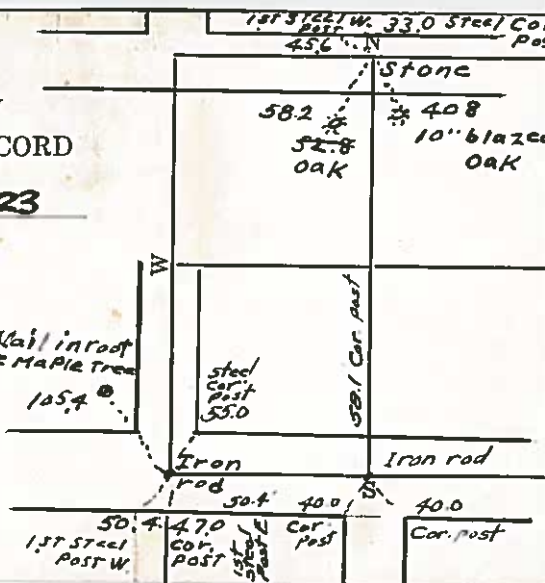 1ST STEEL W. 33.0 Steel Cor
Post Post
45.6 N
Stone
58.2 40.8
52.8 10" blazed
OAK OAK
CORD
23
W
Nail in root
Maple Tree
105.4
steel
cor.
post
55.0
58.1 Cor. Post
Iron
rod
Iron rod
S
50.4 47.0 50.4 40.0 40.0
1ST Steel
Post W
cor.
post
1ST
Steel
Post E
cor.
post
Cor. post